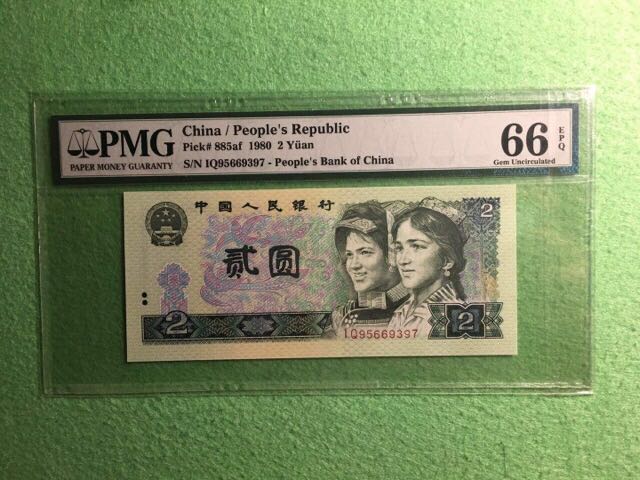 PMG
PAPER MONEY GUARANTY
China / People's Republic
Pick# 885af 1980 2 Yüan
S/N IQ95669397 - People's Bank of China
66 EPQ
Gem Uncirculated
中国人民银行
2
贰圆
2
IQ95669397
2